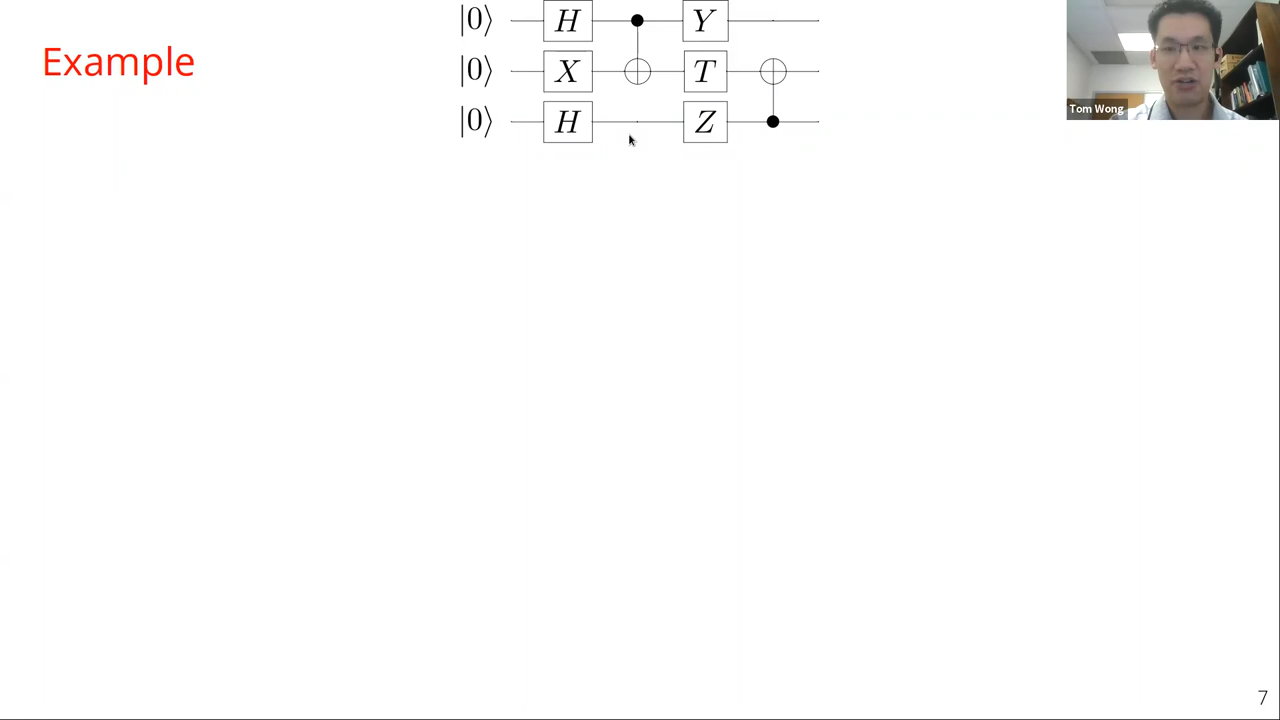 Example
|0⟩ H Y
|0⟩ X T
|0⟩ H Z
Tom Wong
7